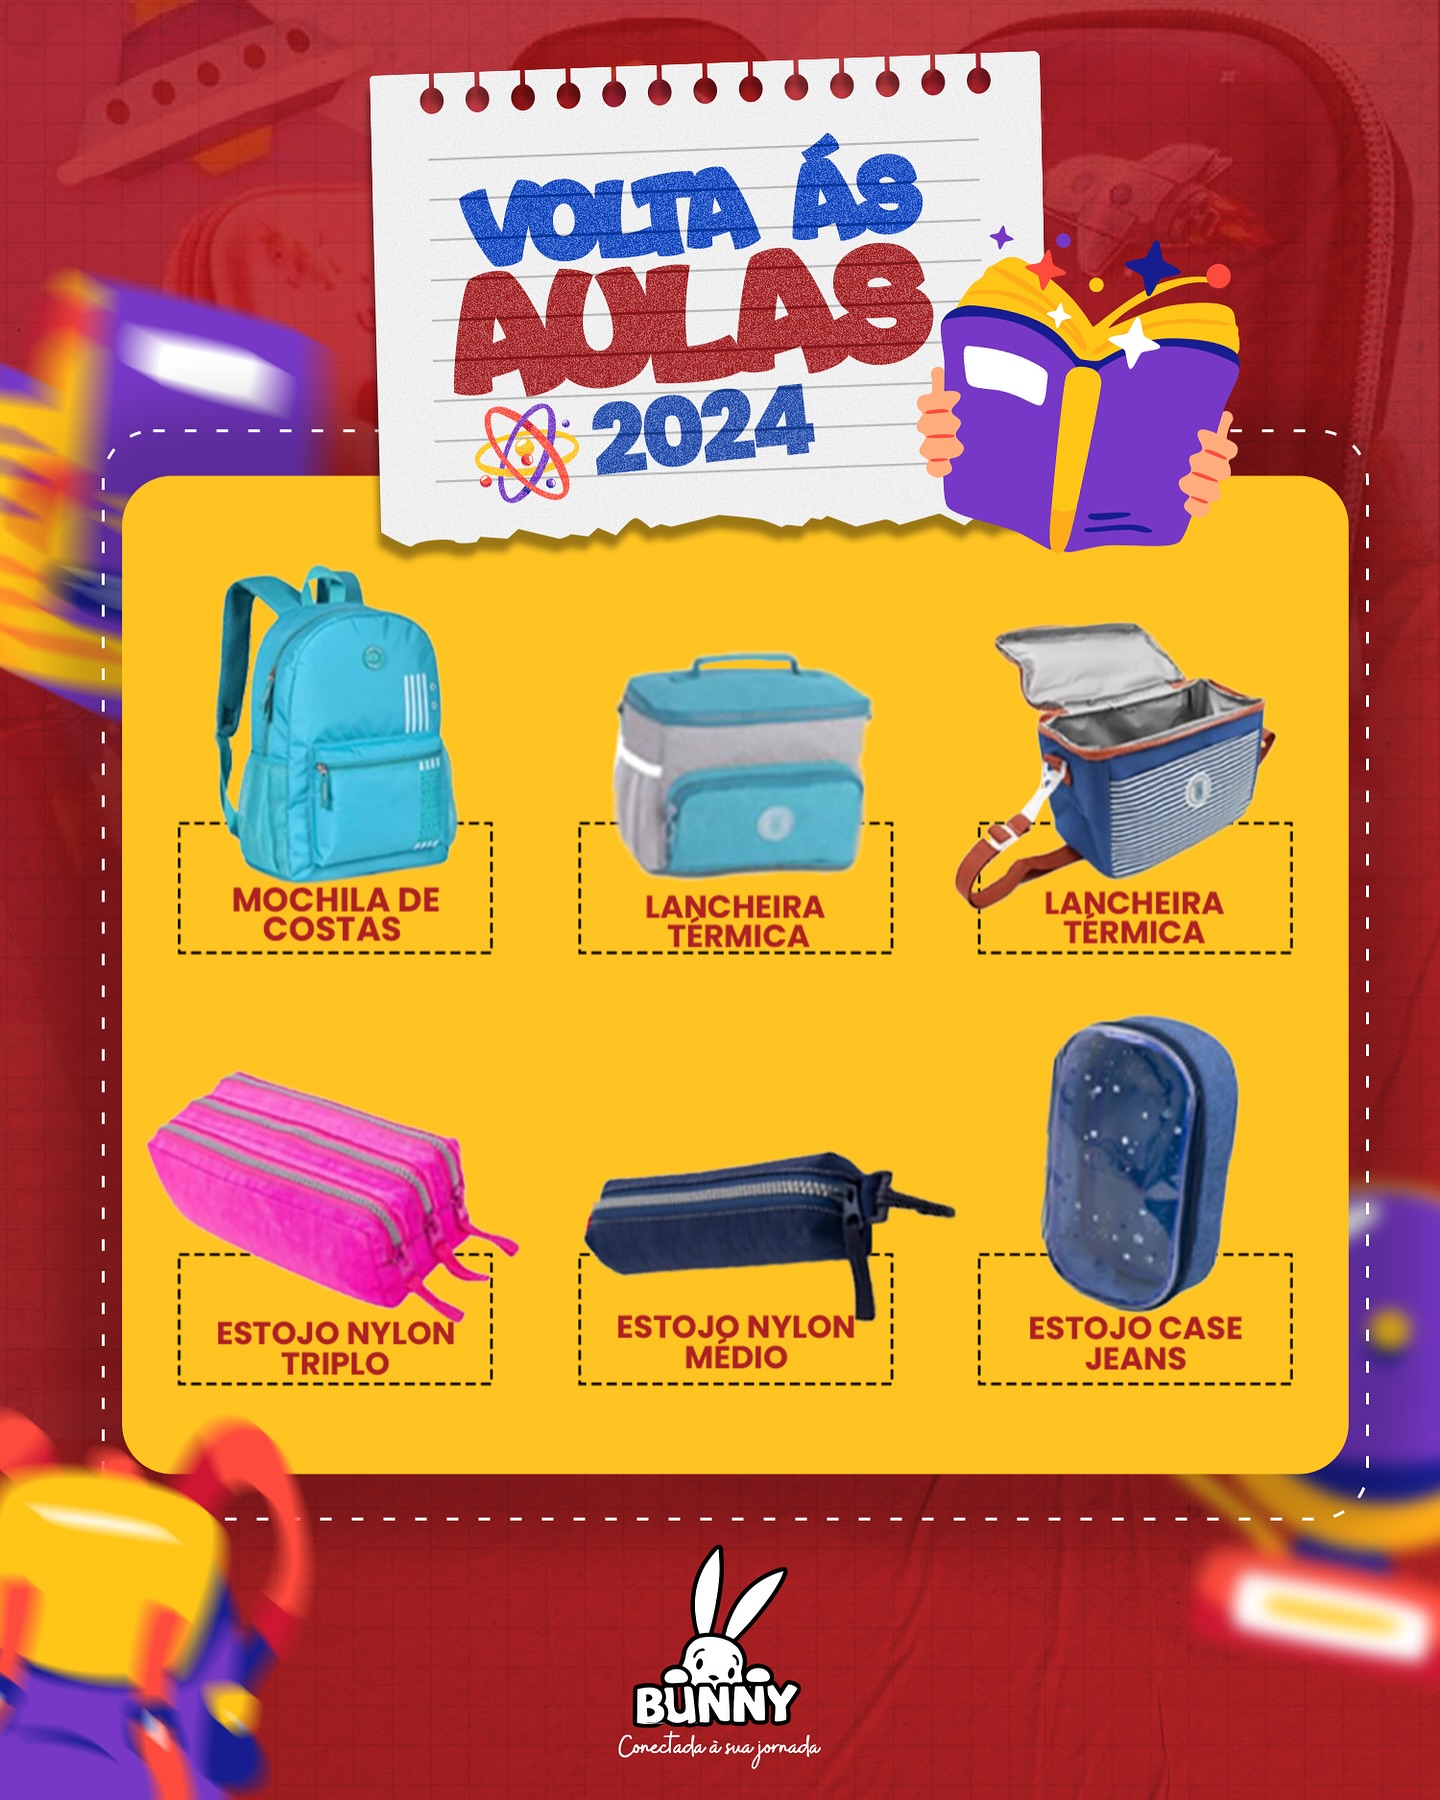 VOLTA ÁS
AULAS
2024
MOCHILA DE
COSTAS
LANCHEIRA
TÉRMICA
LANCHEIRA
TÉRMICA
ESTOJO NYLON
TRIPLO
ESTOJO NYLON
MÉDIO
ESTOJO CASE
JEANS
BUNNY
Conectada à sua jornada